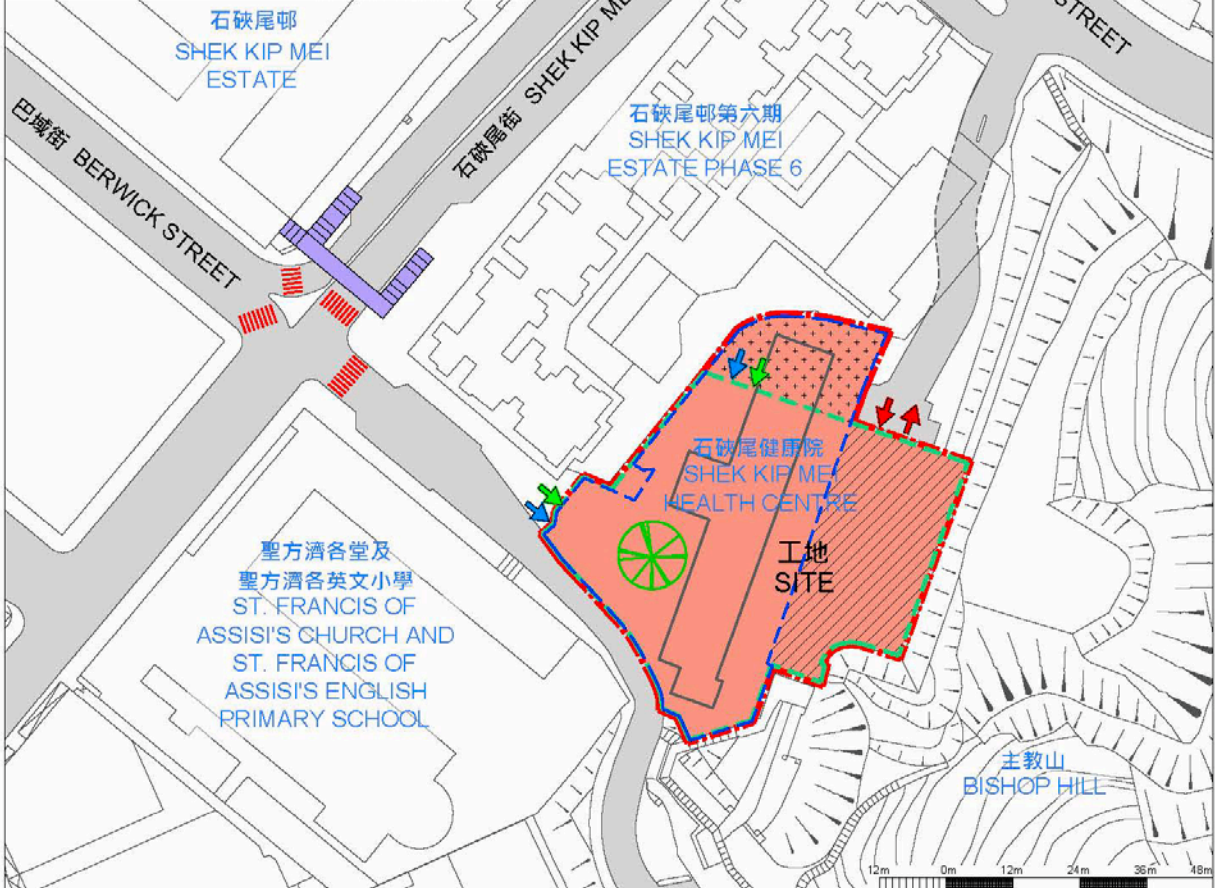 石硤尾邨
SHEK KIP MEI
ESTATE
石硤尾街 SHEK KIP
STREET
巴域街 BERWICK STREET
石硤尾邨第六期
SHEK KIP MEI
ESTATE PHASE 6
石硤尾健康院
SHEK KIP MEI
HEALTH CENTRE
工地
SITE
聖方濟各堂及
聖方濟各英文小學
ST. FRANCIS OF
ASSISI'S CHURCH AND
ST. FRANCIS OF
ASSISI'S ENGLISH
PRIMARY SCHOOL
主教山
BISHOP HILL
12m 0m 12m 24m 36m 48m